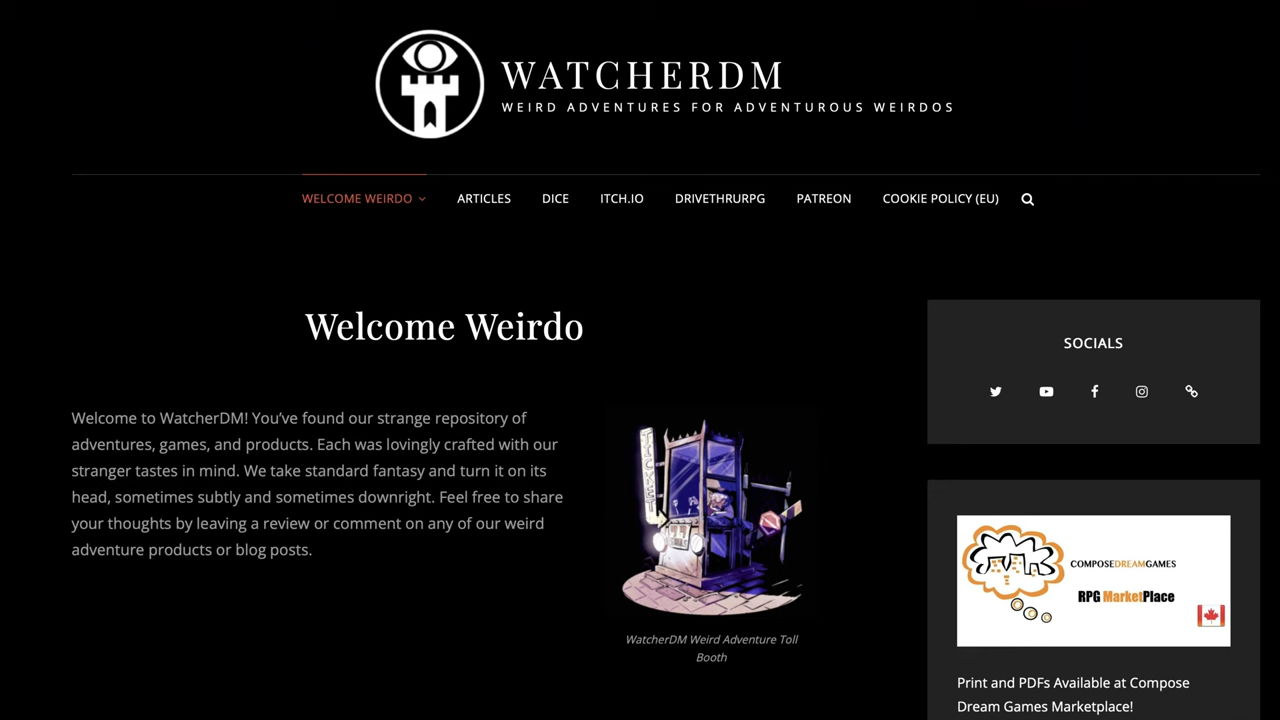 WATCHERDM
WEIRD ADVENTURES FOR ADVENTUROUS WEIRDOS
WELCOME WEIRDO ARTICLES DICE ITCH.IO DRIVETHRURPG PATREON COOKIE POLICY (EU)
Welcome Weirdo
Welcome to WatcherDM! You’ve found our strange repository of
adventures, games, and products. Each was lovingly crafted with our
stranger tastes in mind. We take standard fantasy and turn it on its
head, sometimes subtly and sometimes downright. Feel free to share
your thoughts by leaving a review or comment on any of our weird
adventure products or blog posts.
TICKET
WatcherDM Weird Adventure Toll
Booth
SOCIALS
COMPOSEDREAMGAMES
RPG MarketPlace
Print and PDFs Available at Compose
Dream Games Marketplace!